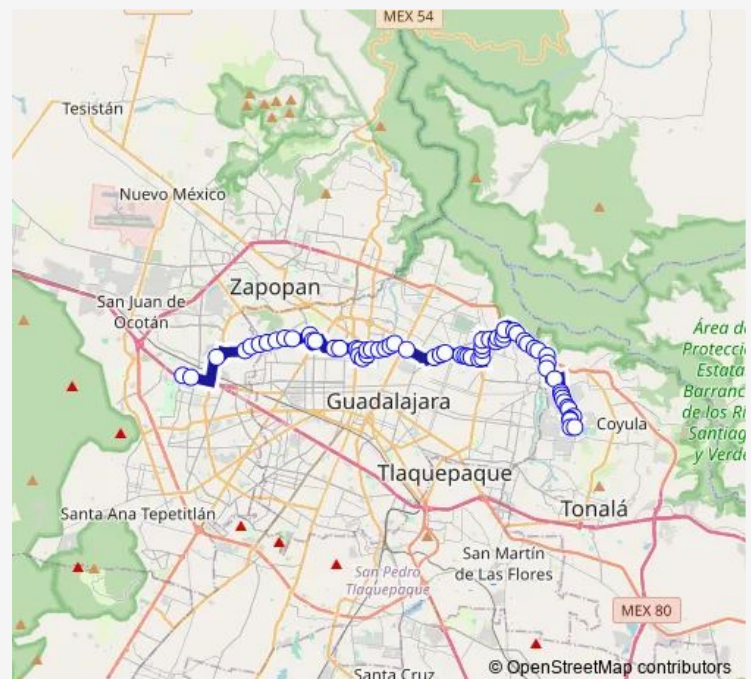 MEX 54
Tesistán
Nuevo México
Zapopan
San Juan de
Ocotán
Área d
Protecci
Estata
Barranc
de los Rí
Santiag
y Verde
Guadalajara
Coyula
Tlaquepaque
Santa Ana Tepetitlán
Tonalá
San Martín
de Las Flores
San Pedro
Tlaquepaque
MEX 80
Santa Cruz
© OpenStreetMap contributors